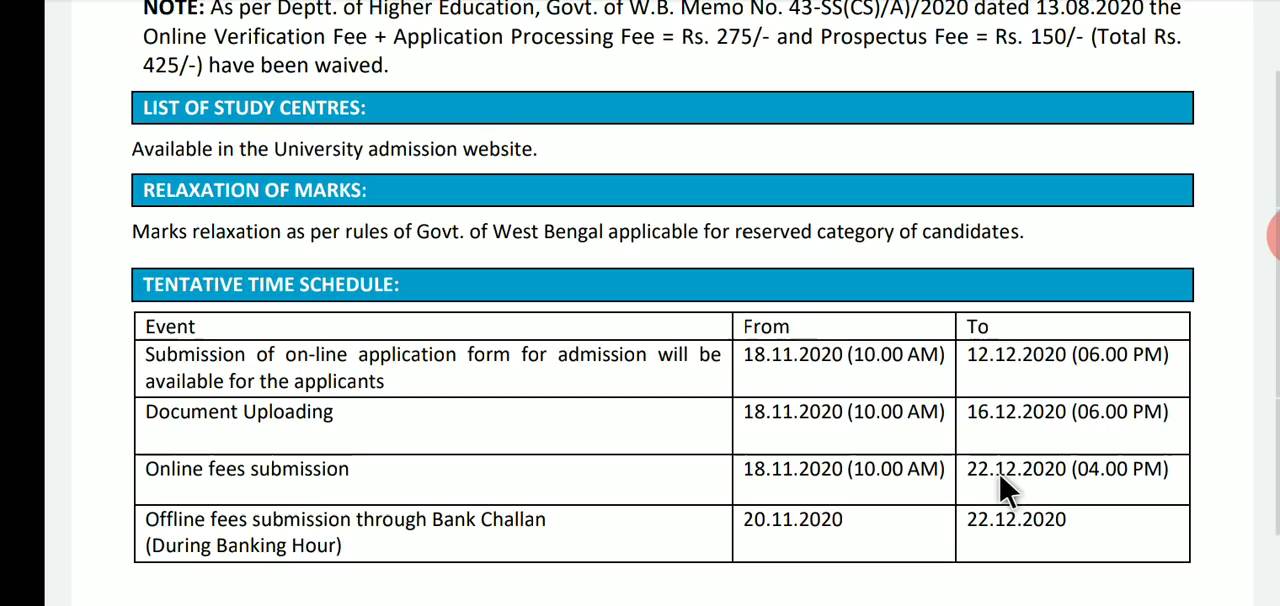 NOTE: As per Deptt. of Higher Education, Govt. of W.B. Memo No. 43-SS(CS)/A)/2020 dated 13.08.2020 the
Online Verification Fee + Application Processing Fee = Rs. 275/- and Prospectus Fee = Rs. 150/- (Total Rs.
425/-) have been waived.
LIST OF STUDY CENTRES:
Available in the University admission website.
RELAXATION OF MARKS:
Marks relaxation as per rules of Govt. of West Bengal applicable for reserved category of candidates.
TENTATIVE TIME SCHEDULE:
Event From To
Submission of on-line application form for admission will be 18.11.2020 (10.00 AM) 12.12.2020 (06.00 PM)
available for the applicants
Document Uploading 18.11.2020 (10.00 AM) 16.12.2020 (06.00 PM)
Online fees submission 18.11.2020 (10.00 AM) 22.12.2020 (04.00 PM)
Offline fees submission through Bank Challan 20.11.2020 22.12.2020
(During Banking Hour)